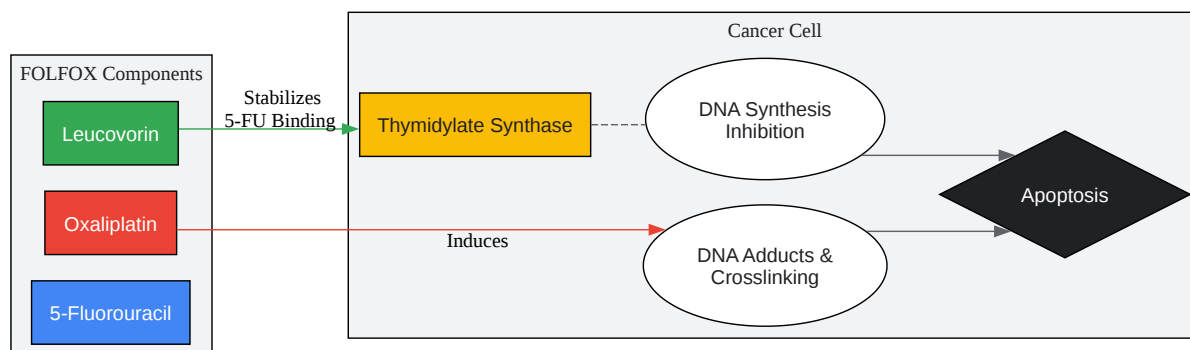 FOLFOX Components
Leucovorin
Oxaliplatin
5-Fluorouracil
Stabilizes
5-FU Binding
Induces
Cancer Cell
Thymidylate Synthase
DNA Synthesis
Inhibition
DNA Adducts &
Crosslinking
Apoptosis